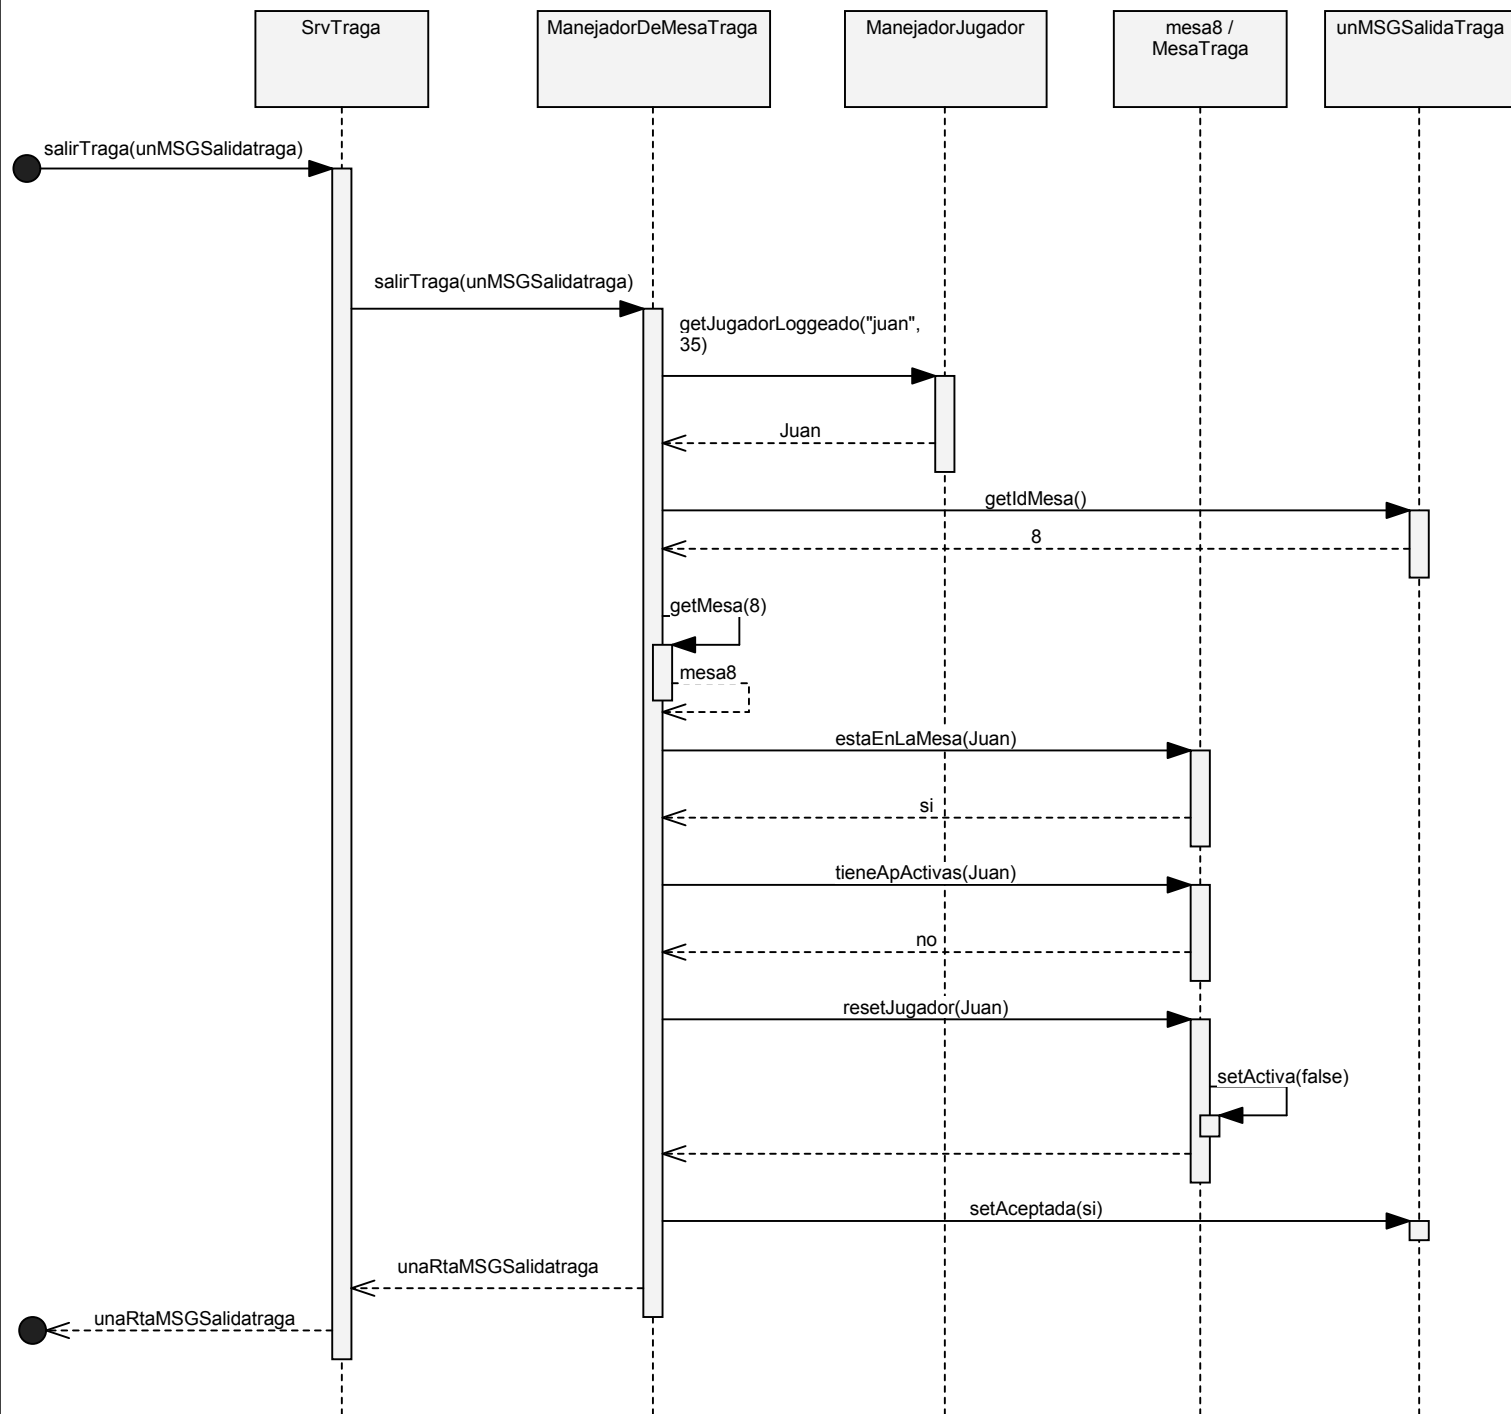 SrvTraga
ManejadorDeMesaTraga
ManejadorJugador
mesa8 /
MesaTraga
unMSGSalidaTraga
salirTraga(unMSGSalidatraga)
salirTraga(unMSGSalidatraga)
getJugadorLoggeado("juan",
35)
Juan
getIdMesa()
8
getMesa(8)
mesa8
estaEnLaMesa(Juan)
si
tieneApActivas(Juan)
no
resetJugador(Juan)
setActiva(false)
setAceptada(si)
unaRtaMSGSalidatraga
unaRtaMSGSalidatraga